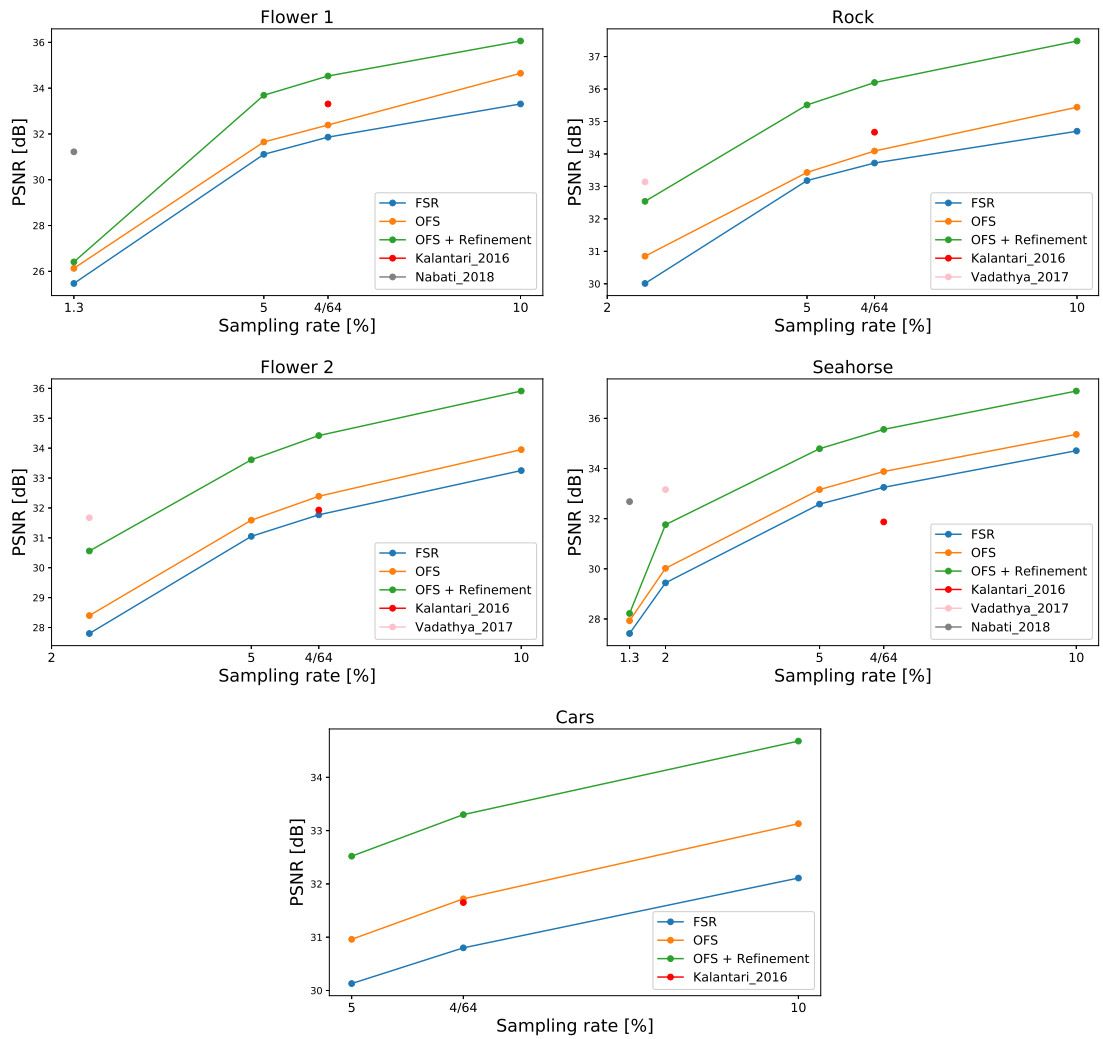 Flower 1
PSNR [dB]
36
34
32
30
28
26
1.3
5
4/64
10
Sampling rate [%]
FSR
OFS
OFS + Refinement
Kalantari_2016
Nabati_2018
Rock
PSNR [dB]
37
36
35
34
33
32
31
30
2
5
4/64
10
Sampling rate [%]
FSR
OFS
OFS + Refinement
Kalantari_2016
Vadathya_2017
Flower 2
PSNR [dB]
36
35
34
33
32
31
30
29
28
2
5
4/64
10
Sampling rate [%]
FSR
OFS
OFS + Refinement
Kalantari_2016
Vadathya_2017
Seahorse
PSNR [dB]
36
34
32
30
28
1.3
2
5
4/64
10
Sampling rate [%]
FSR
OFS
OFS + Refinement
Kalantari_2016
Vadathya_2017
Nabati_2018
Cars
PSNR [dB]
34
33
32
31
30
5
4/64
10
Sampling rate [%]
FSR
OFS
OFS + Refinement
Kalantari_2016